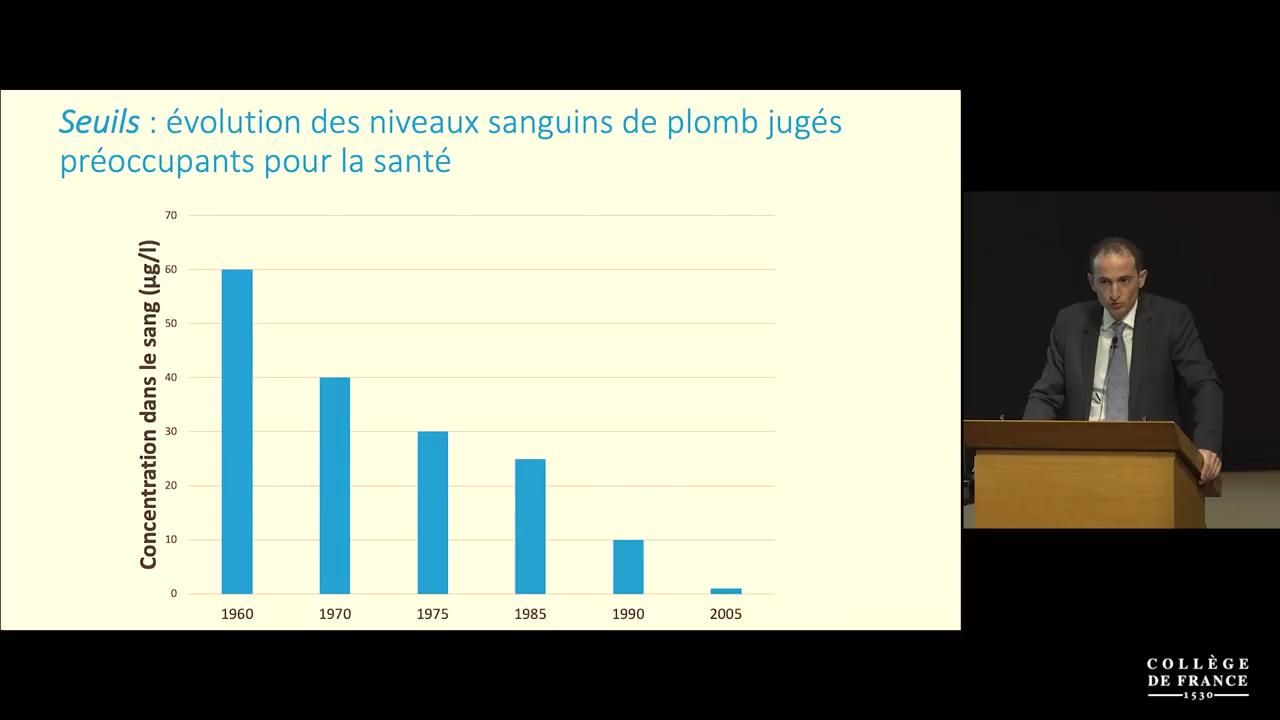 Seuils : évolution des niveaux sanguins de plomb jugés
préoccupants pour la santé
Concentration dans le sang (µg/l)
70
60
50
40
30
20
10
0
1960 1970 1975 1985 1990 2005
COLLÈGE
DE FRANCE
1530